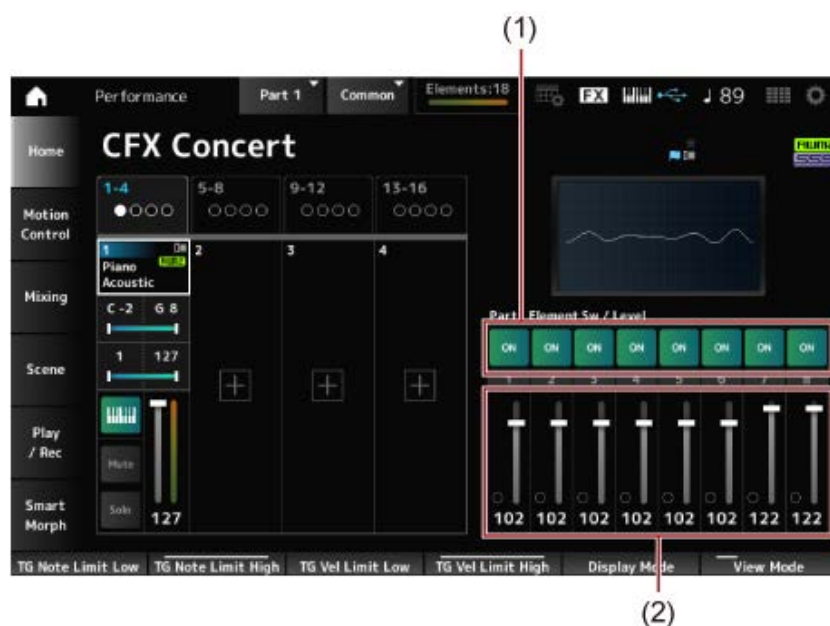 (1)
Performance Part 1 Common Elements:18 FX ♩ 89
Home
CFX Concert
1-4 5-8 9-12 13-16
Motion
Control
1 2 3 4
Piano
Acoustic
C -2 G 8
Mixing
Part Element Sw / Level
ON ON ON ON ON ON ON ON
1 127
1 2 3 4 5 6 7 8
Scene
Play
/ Rec
Mute
Smart
Morph
Solo
127
102 102 102 102 102 102 122 122
TG Note Limit Low TG Note Limit High TG Vel Limit Low TG Vel Limit High Display Mode View Mode
(2)